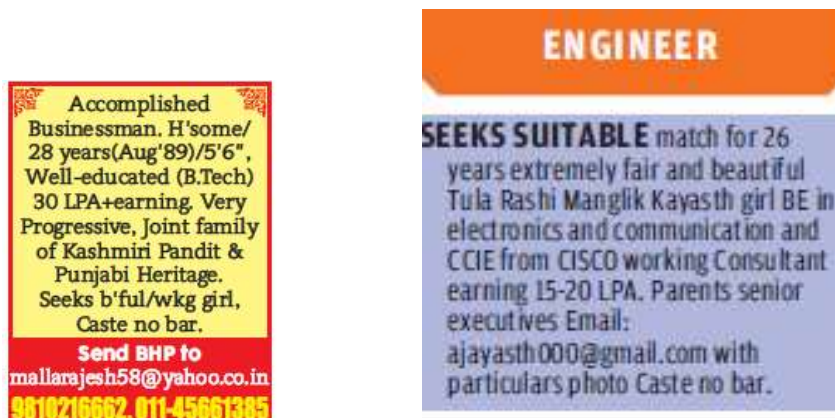 Accomplished
Businessman. H'some/
28 years(Aug'89)/5'6",
Well-educated (B.Tech)
30 LPA+earning. Very
Progressive, Joint family
of Kashmiri Pandit &
Punjabi Heritage.
Seeks b'ful/wkg girl,
Caste no bar.
Send BHP to
mallarajesh58@yahoo.co.in
9810216662, 011-45661385
ENGINEER
SEEKS SUITABLE match for 26
years extremely fair and beautiful
Tula Rashi Manglik Kayasth girl BE in
electronics and communication and
CCIE from CISCO working Consultant
earning 15-20 LPA. Parents senior
executives Email:
ajayasth000@gmail.com with
particulars photo Caste no bar.